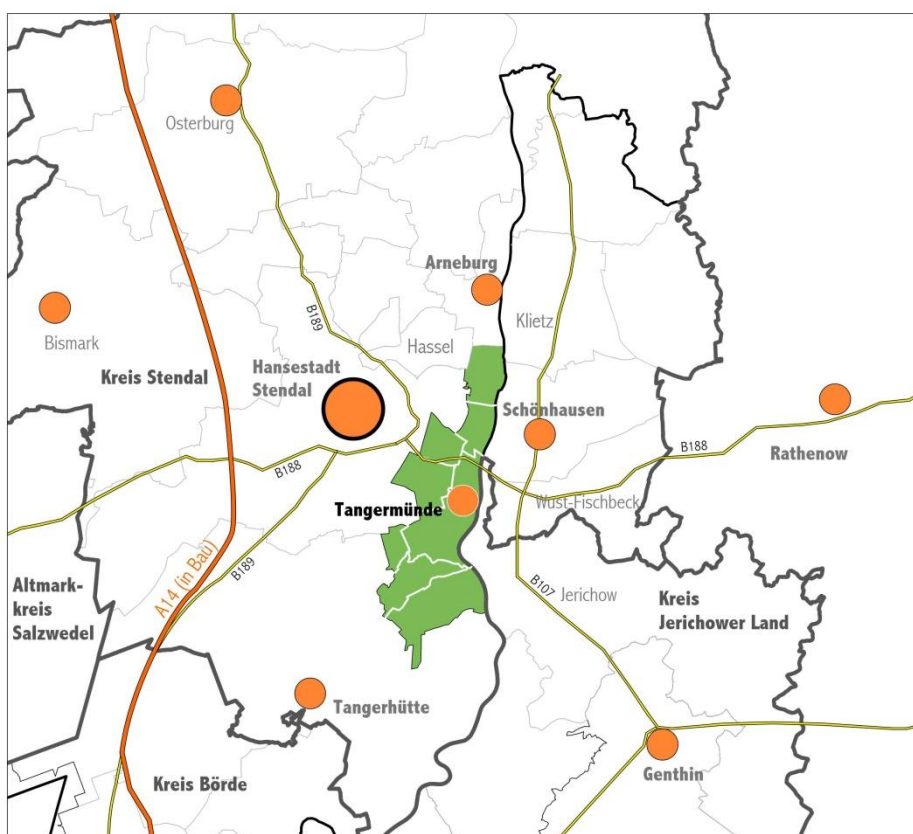 Osterburg
Arneburg
B189
Klietz
Bismark
Hassel
Hansestadt
Stendal
Kreis Stendal
Schönhausen
B188
Rathenow
B188
Tangermünde
Wust-Fischbeck
A14 (in Bau)
B189
Altmark-
kreis
Salzwedel
B107
Jerichow
Kreis
Jerichower Land
Tangerhütte
Kreis Börde
Genthin